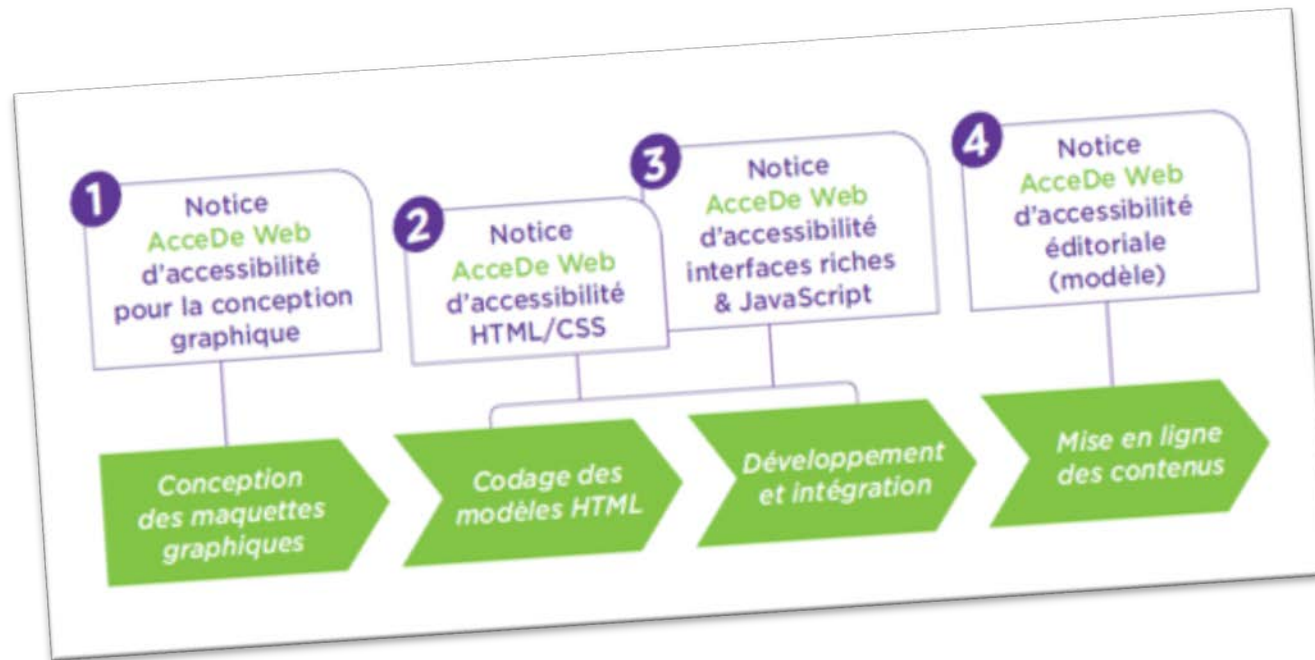 1
Notice
AcceDe Web
d'accessibilité
pour la conception
graphique
2
Notice
AcceDe Web
d'accessibilité
HTML/CSS
3
Notice
AcceDe Web
d'accessibilité
interfaces riches
& JavaScript
4
Notice
AcceDe Web
d'accessibilité
éditoriale
(modèle)
Conception
des maquettes
graphiques
Codage des
modèles HTML
Développement
et intégration
Mise en ligne
des contenus